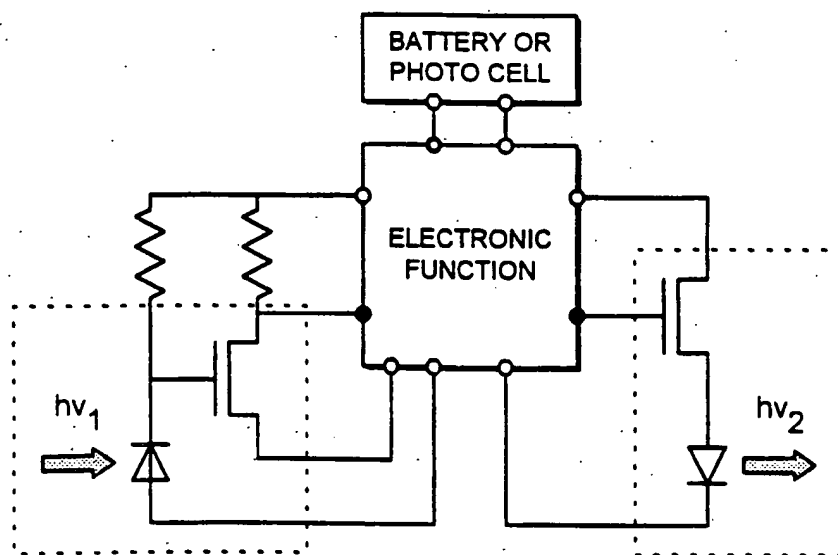 BATTERY OR
PHOTO CELL
ELECTRONIC
FUNCTION
hv₁
hv₂